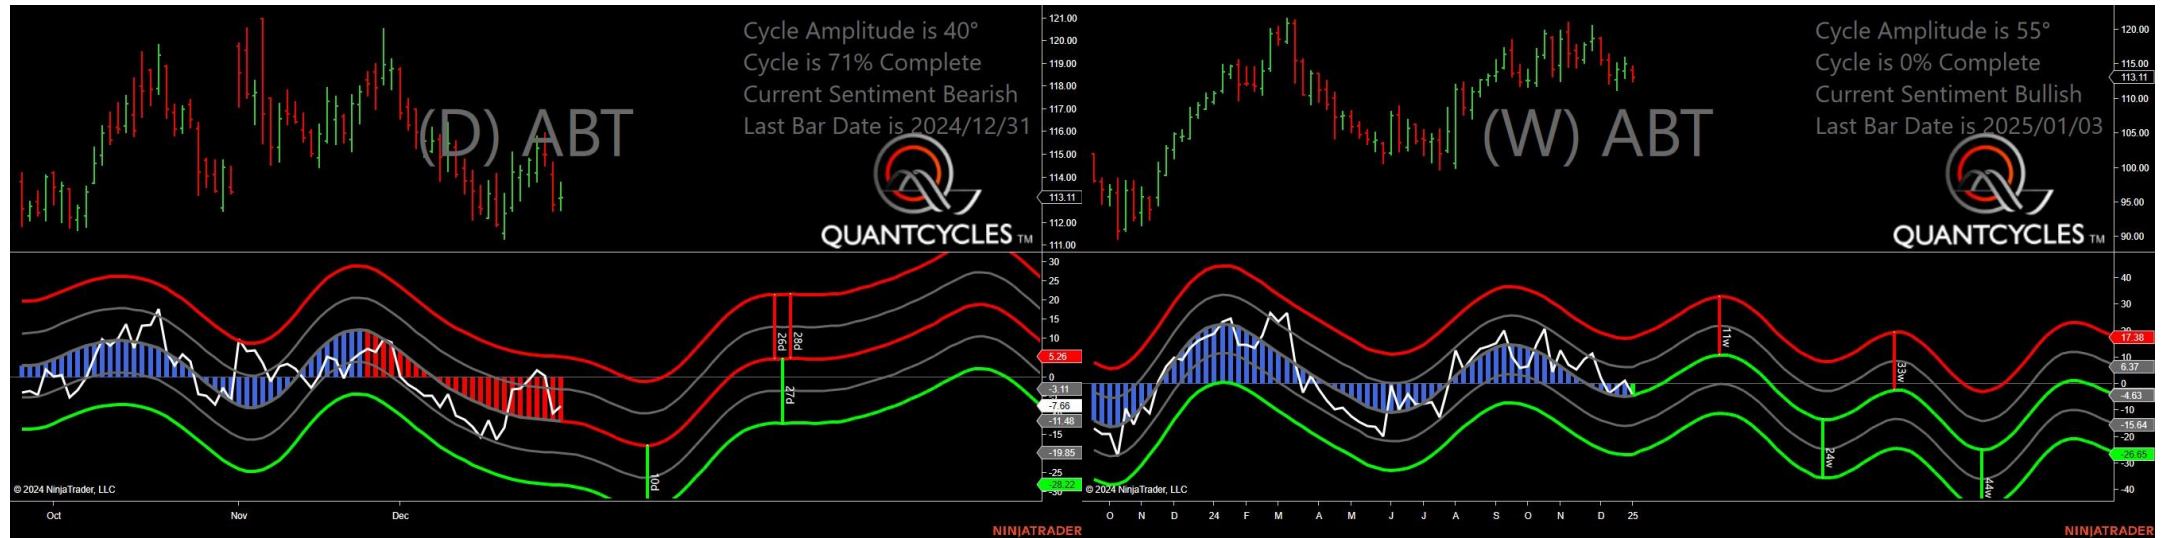 Cycle Amplitude is 40°
Cycle is 71% Complete
Current Sentiment Bearish
Last Bar Date is 2024/12/31
(D) ABT
QUANTCYCLES TM
121.00
120.00
119.00
118.00
117.00
116.00
115.00
114.00
113.11
112.00
111.00
30
25
20
15
10
5.26
0
-3.11
-7.66
-11.48
-15
-19.85
-25
-28.22
-30
26d
28d
27d
10d
© 2024 NinjaTrader, LLC
Oct
Nov
Dec
NINJATRADER
Cycle Amplitude is 55°
Cycle is 0% Complete
Current Sentiment Bullish
Last Bar Date is 2025/01/03
(W) ABT
QUANTCYCLES TM
120.00
115.00
113.11
110.00
105.00
100.00
95.00
90.00
40
30
20
17.38
10
6.37
0
-4.63
-10
-15.64
-20
-26.65
-30
-40
11w
33w
24w
44w
© 2024 NinjaTrader, LLC
O N D 24 F M A M J J A S O N D 25
NINJATRADER